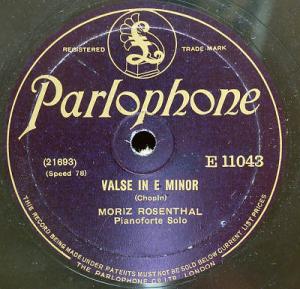 REGISTERED TRADE-MARK
Parlophone
(21693) E 11043
(Speed 78)
VALSE IN E MINOR
(Chopin)
MORIZ ROSENTHAL
Pianoforte Solo
THIS RECORD BEING MADE UNDER PATENTS MUST NOT BE SOLD BELOW CURRENT LIST PRICES
THE PARLOPHONE CO. LTD., LONDON